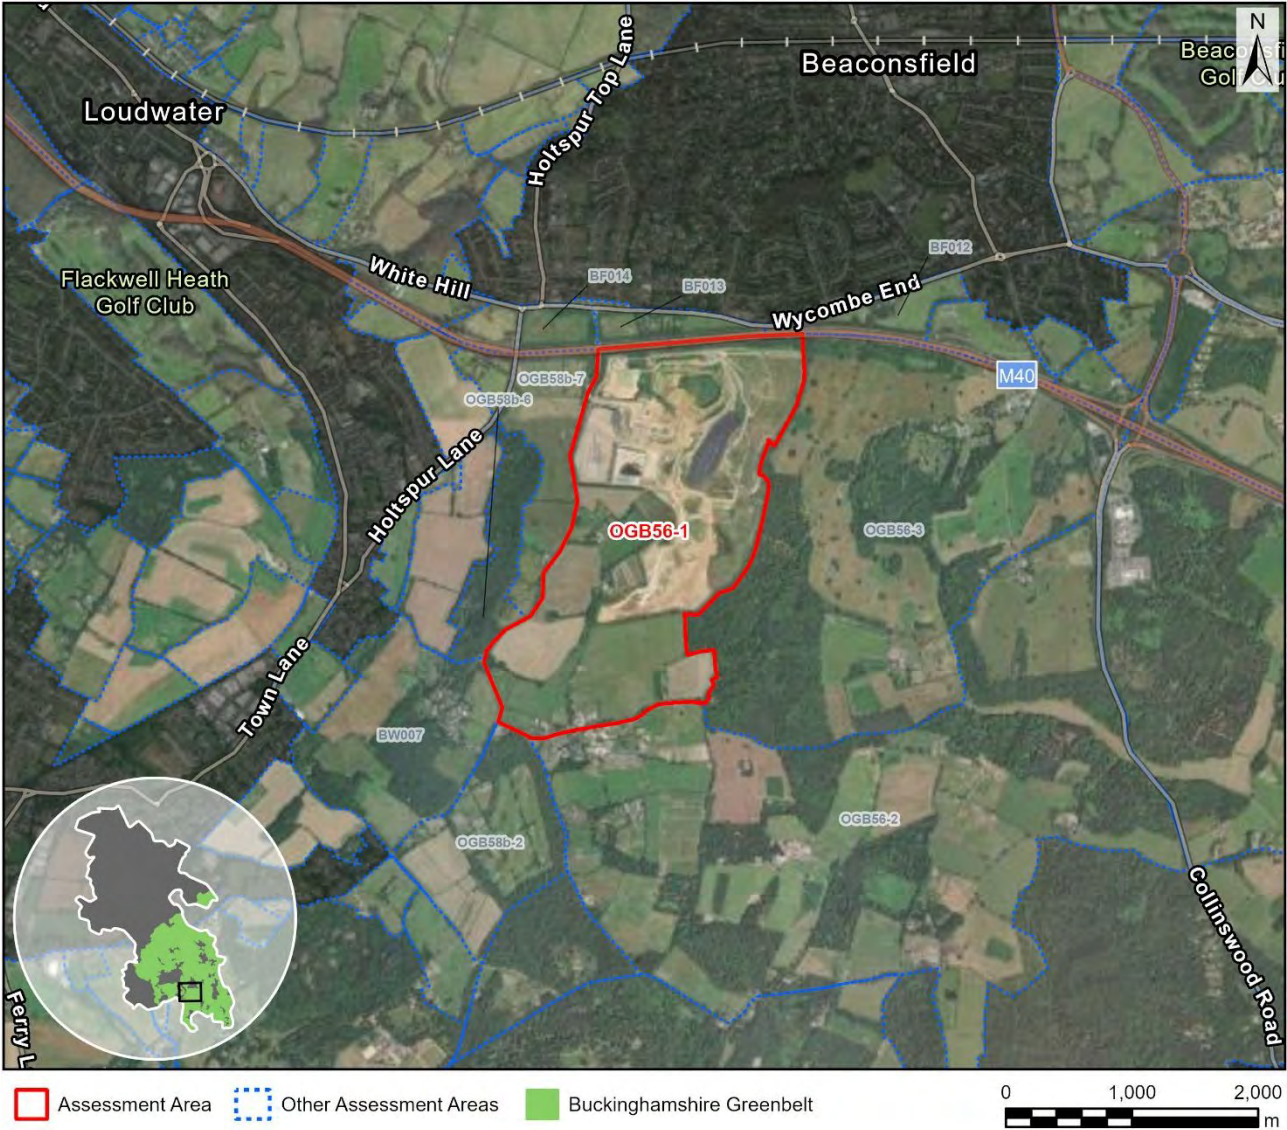 N
Beaconsfield
Loudwater
Holtspur Top Lane
Flackwell Heath
Golf Club
White Hill
BF014
BF013
BF012
Wycombe End
M40
OGB58b-7
OGB58b-6
Holtspur Lane
OGB56-1
OGB56-3
Town Lane
BW007
OGB58b-2
OGB56-2
Collinswood Road
Ferry L
Assessment Area
Other Assessment Areas
Buckinghamshire Greenbelt
0 1,000 2,000
m